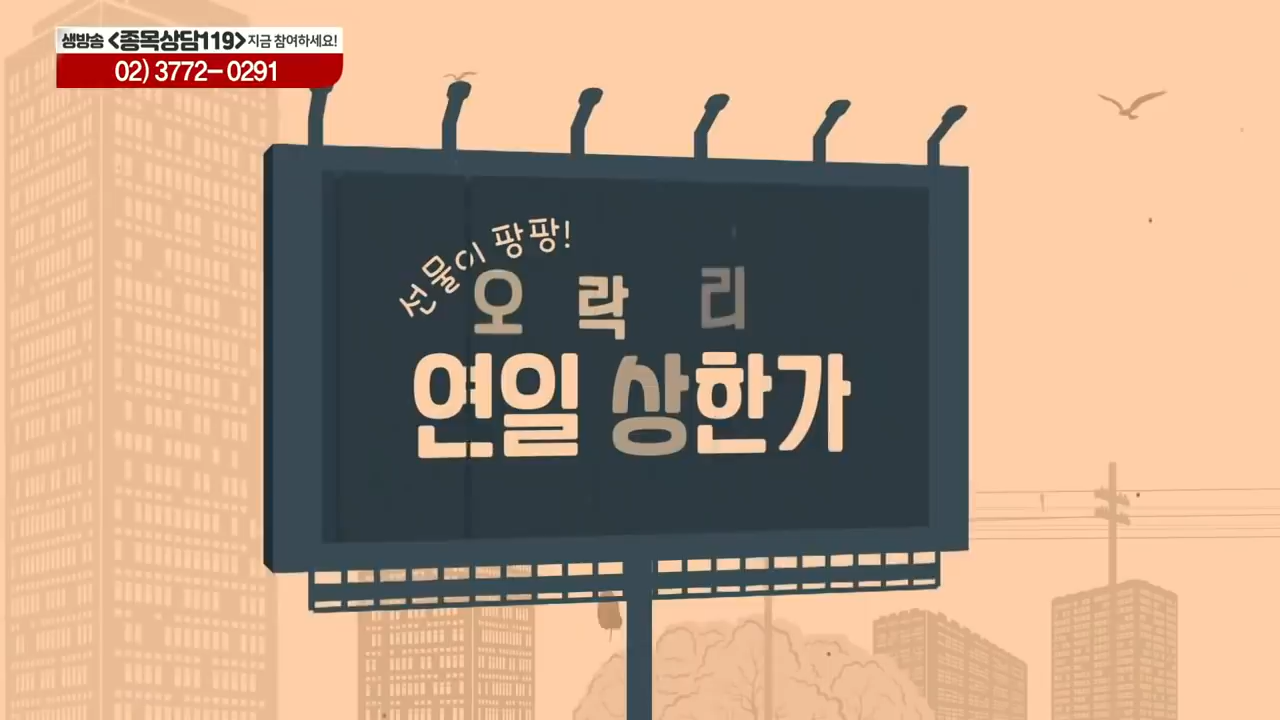 생방송 <종목상담119> 지금 참여하세요!
02) 3772-0291
선물이 팡팡!
오 락 리
연일 상한가